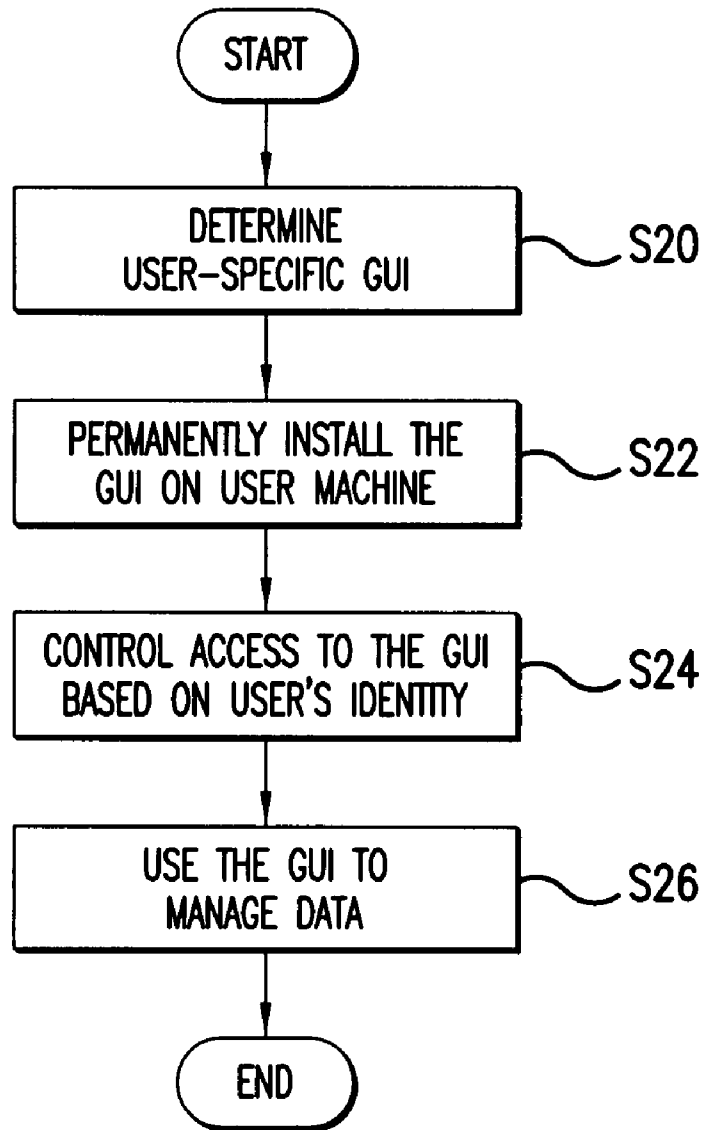 START
DETERMINE
USER-SPECIFIC GUI
S20
PERMANENTLY INSTALL THE
GUI ON USER MACHINE
S22
CONTROL ACCESS TO THE GUI
BASED ON USER'S IDENTITY
S24
USE THE GUI TO
MANAGE DATA
S26
END